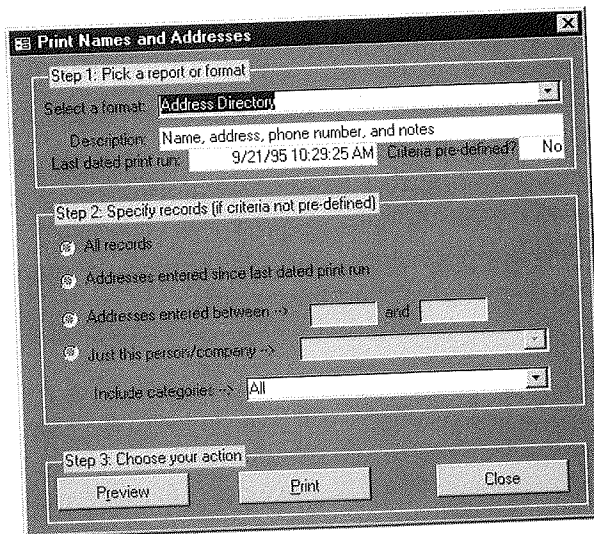 Print Names and Addresses
Step 1: Pick a report or format
Select a format: Address Directory
Description: Name, address, phone number, and notes
Last dated print run: 9/21/95 10:29:25 AM Criteria pre-defined? No
Step 2: Specify records (if criteria not pre-defined)
All records
Addresses entered since last dated print run
Addresses entered between --> and
Just this person/company -->
Include categories --> All
Step 3: Choose your action
Preview Print Close